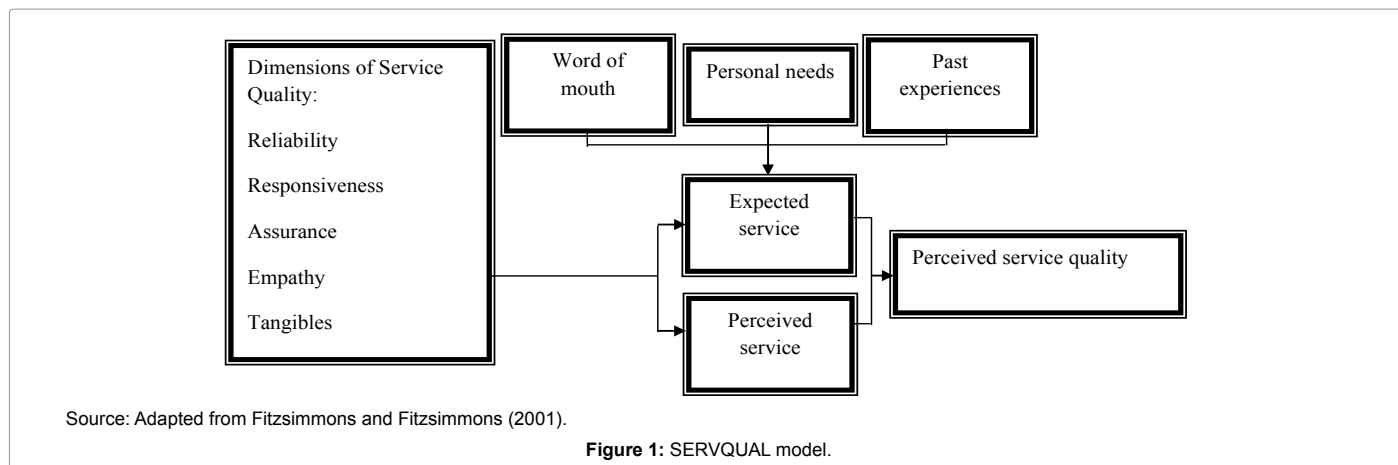 Dimensions of Service
Quality:
Reliability
Responsiveness
Assurance
Empathy
Tangibles
Word of
mouth
Personal needs
Past
experiences
Expected
service
Perceived
service
Perceived service quality
Source: Adapted from Fitzsimmons and Fitzsimmons (2001).
Figure 1: SERVQUAL model.